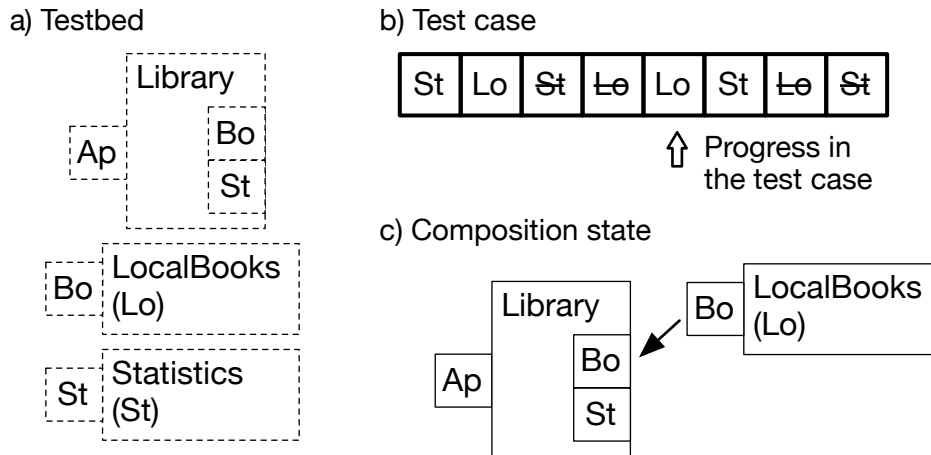 a) Testbed
Library
Ap
Bo
St
Bo
LocalBooks
(Lo)
St
Statistics
(St)
b) Test case
St Lo St Lo Lo St Lo St
Progress in
the test case
c) Composition state
Library
Ap
Bo
St
Bo
LocalBooks
(Lo)